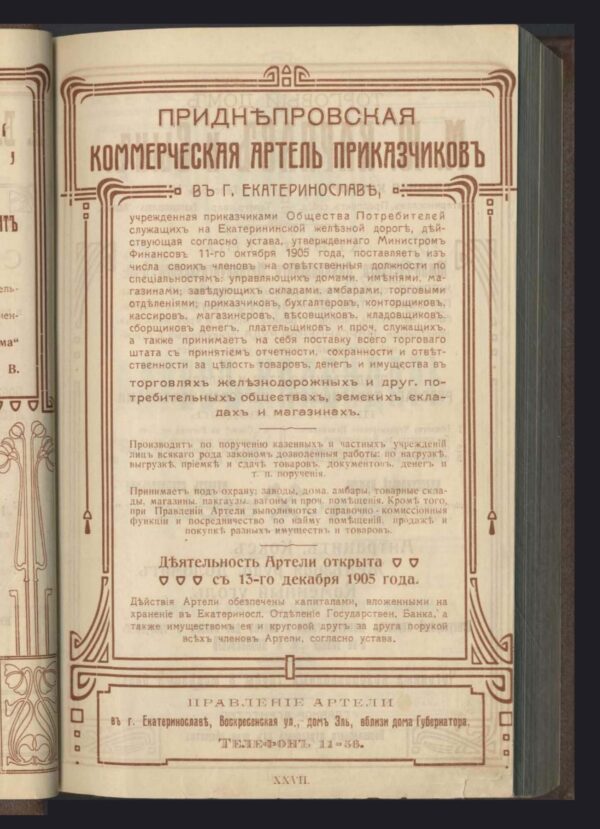 ПРИДНѢПРОВСКАЯ
КОММЕРЧЕСКАЯ АРТЕЛЬ ПРИКАЗЧИКОВЪ
ВЪ Г. ЕКАТЕРИНОСЛАВѢ,
учрежденная приказчиками Общества Потребителей
служащихъ на Екатерининской желѣзной дорогѣ, дѣй-
ствующая согласно устава, утвержденнаго Министромъ
Финансовъ 11-го октября 1905 года, поставляетъ изъ
числа своихъ членовъ на отвѣтственныя должности по
спеціальностямъ: управляющихъ домами, имѣніями, ма-
газинами; завѣдующихъ складами, амбарами, торговыми
отдѣленіями; приказчиковъ, бухгалтеровъ, конторщиковъ,
кассировъ, магазинеровъ, вѣсовщиковъ, кладовщиковъ,
сборщиковъ денегъ, плательщиковъ и проч. служащихъ,
а также принимаетъ на себя поставку всего торговаго
штата съ принятіемъ отчетности, сохранности и отвѣт-
ственности за цѣлость товаровъ, денегъ и имущества въ
торговляхъ желѣзнодорожныхъ и друг. по-
требительныхъ обществахъ, земскихъ скла-
дахъ и магазинахъ.
Производитъ по порученію казенныхъ и частныхъ учрежденій
лицъ всякаго рода закономъ дозволенныя работы: по нагрузкѣ,
выгрузкѣ, пріемкѣ и сдачѣ товаровъ, документовъ, денегъ и
т. п. порученія.
Принимаетъ подъ охрану: заводы, дома, амбары, товарные скла-
ды, магазины, пакгаузы, вагоны и проч. помѣщенія. Кромѣ того,
при Правленіи Артели выполняются справочно-комиссіонныя
функціи и посредничество по найму помѣщеній, продажѣ и
покупкѣ разныхъ имуществъ и товаровъ.
Дѣятельность Артели открыта
съ 13-го декабря 1905 года.
Дѣйствія Артели обезпечены капиталами, вложенными на
храненіе въ Екатериносл. Отдѣленіе Государствен. Банка, а
также имуществомъ ея и круговой другъ за друга порукой
всѣхъ членовъ Артели, согласно устава.
ПРАВЛЕНІЕ АРТЕЛИ
въ г. Екатеринославѣ, Воскресенская ул., домъ Эль, вблизи дома Губернатора.
ТЕЛЕФОНЪ 11-56.
XXVII.